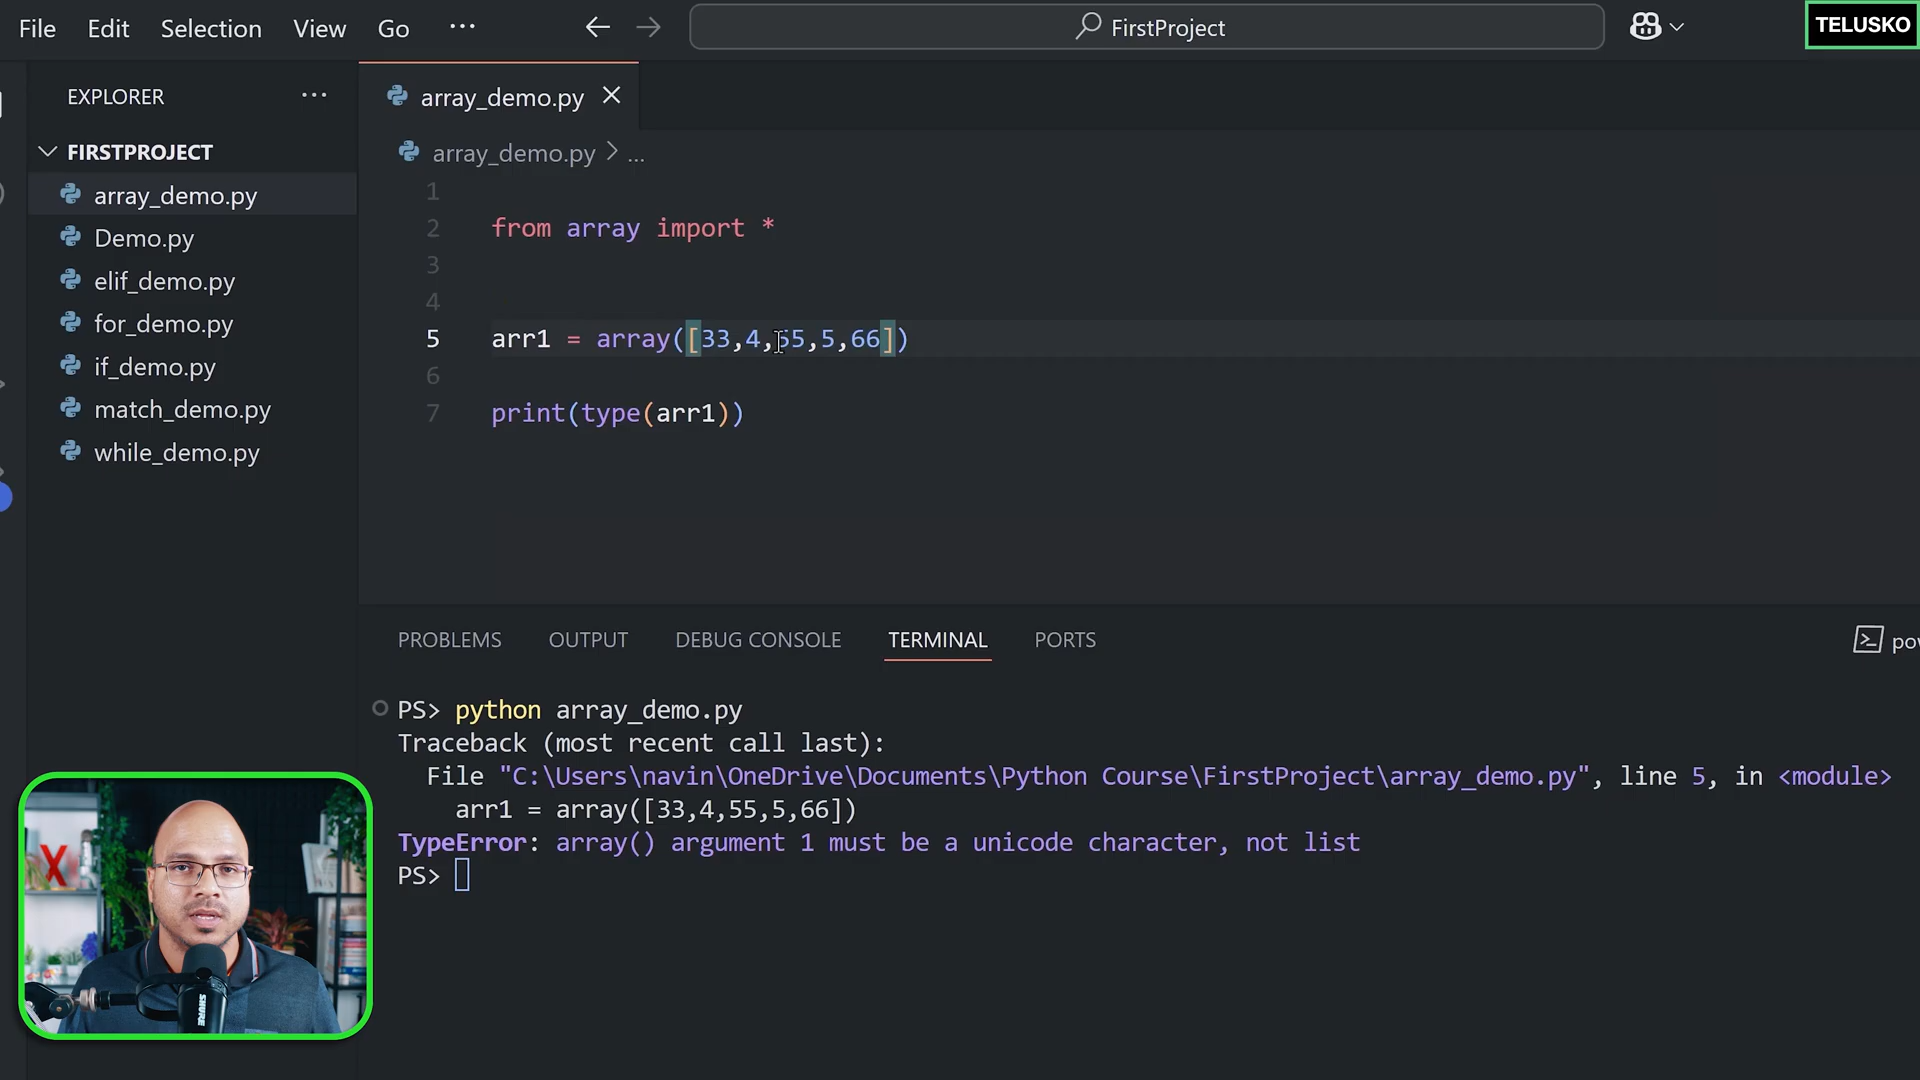 File Edit Selection View Go ... FirstProject
TELUSKO
EXPLORER ...
FIRSTPROJECT
array_demo.py
Demo.py
elif_demo.py
for_demo.py
if_demo.py
match_demo.py
while_demo.py
array_demo.py
array_demo.py > ...
1
2 from array import *
3
4
5 arr1 = array([33,4,55,5,66])
6
7 print(type(arr1))
PROBLEMS OUTPUT DEBUG CONSOLE TERMINAL PORTS
PS> python array_demo.py
Traceback (most recent call last):
File "C:\Users\navin\OneDrive\Documents\Python Course\FirstProject\array_demo.py", line 5, in <module>
arr1 = array([33,4,55,5,66])
TypeError: array() argument 1 must be a unicode character, not list
PS>
SHURE